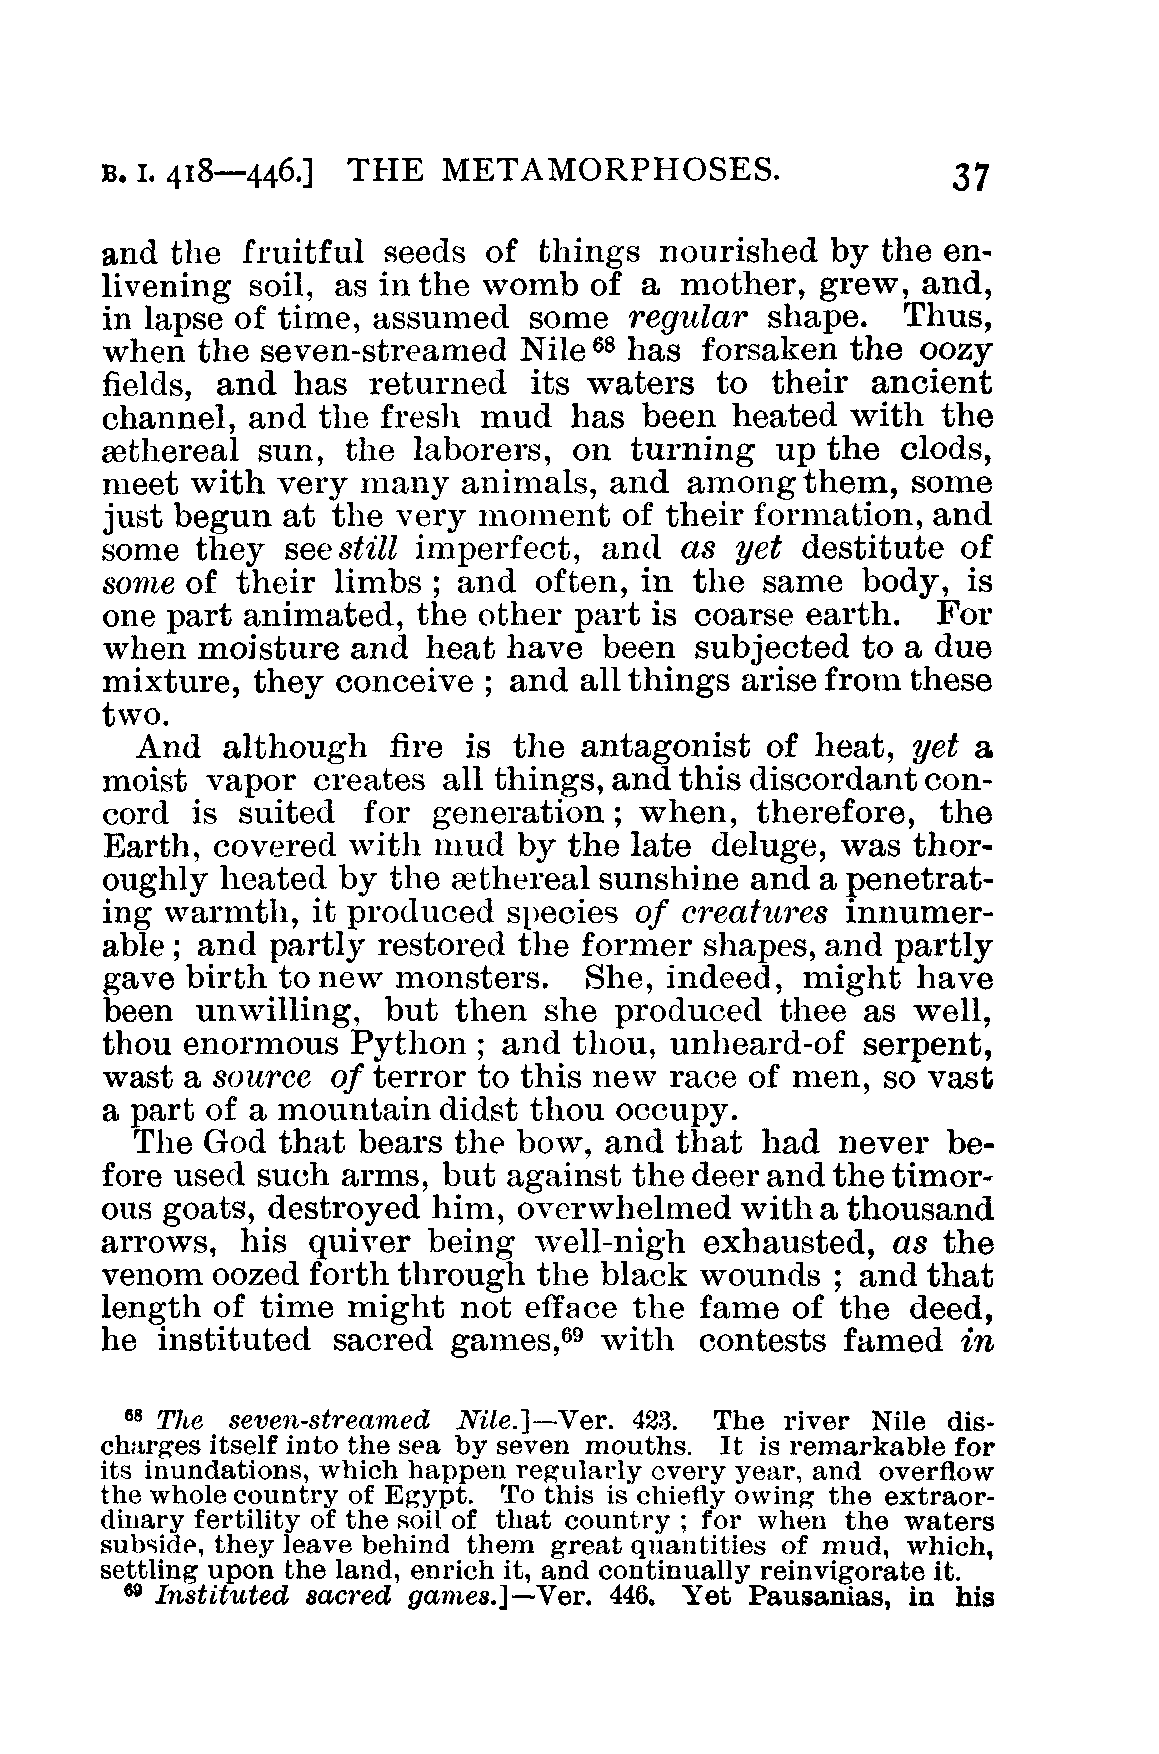 B. I. 418—446.] THE METAMORPHOSES. 37
and the fruitful seeds of things nourished by the en-
livening soil, as in the womb of a mother, grew, and,
in lapse of time, assumed some regular shape. Thus,
when the seven-streamed Nile⁶⁸ has forsaken the oozy
fields, and has returned its waters to their ancient
channel, and the fresh mud has been heated with the
æthereal sun, the laborers, on turning up the clods,
meet with very many animals, and among them, some
just begun at the very moment of their formation, and
some they see still imperfect, and as yet destitute of
some of their limbs ; and often, in the same body, is
one part animated, the other part is coarse earth. For
when moisture and heat have been subjected to a due
mixture, they conceive ; and all things arise from these
two.
And although fire is the antagonist of heat, yet a
moist vapor creates all things, and this discordant con-
cord is suited for generation ; when, therefore, the
Earth, covered with mud by the late deluge, was thor-
oughly heated by the æthereal sunshine and a penetrat-
ing warmth, it produced species of creatures innumer-
able ; and partly restored the former shapes, and partly
gave birth to new monsters. She, indeed, might have
been unwilling, but then she produced thee as well,
thou enormous Python ; and thou, unheard-of serpent,
wast a source of terror to this new race of men, so vast
a part of a mountain didst thou occupy.
The God that bears the bow, and that had never be-
fore used such arms, but against the deer and the timor-
ous goats, destroyed him, overwhelmed with a thousand
arrows, his quiver being well-nigh exhausted, as the
venom oozed forth through the black wounds ; and that
length of time might not efface the fame of the deed,
he instituted sacred games,⁶⁹ with contests famed in
⁶⁸ The seven-streamed Nile.]—Ver. 423. The river Nile dis-
charges itself into the sea by seven mouths. It is remarkable for
its inundations, which happen regularly every year, and overflow
the whole country of Egypt. To this is chiefly owing the extraor-
dinary fertility of the soil of that country ; for when the waters
subside, they leave behind them great quantities of mud, which,
settling upon the land, enrich it, and continually reinvigorate it.
⁶⁹ Instituted sacred games.]—Ver. 446. Yet Pausanias, in his